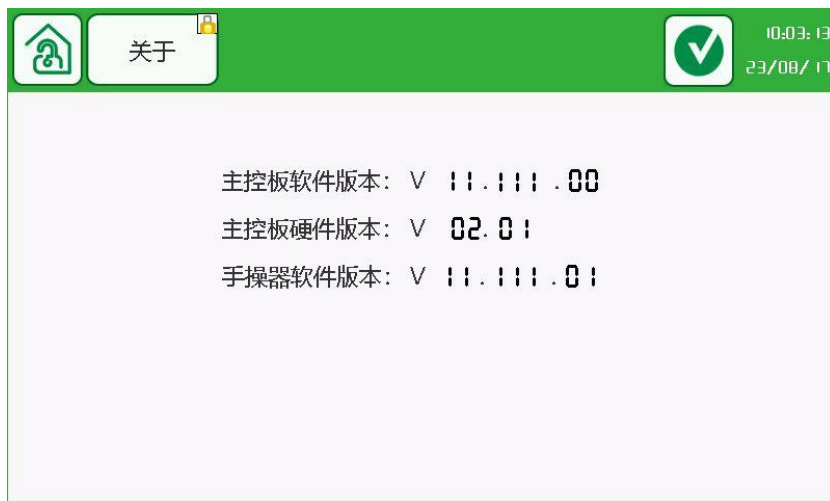 关于
10:03:13
23/08/17
主控板软件版本： V 11.111.00
主控板硬件版本： V 02.01
手操器软件版本： V 11.111.01